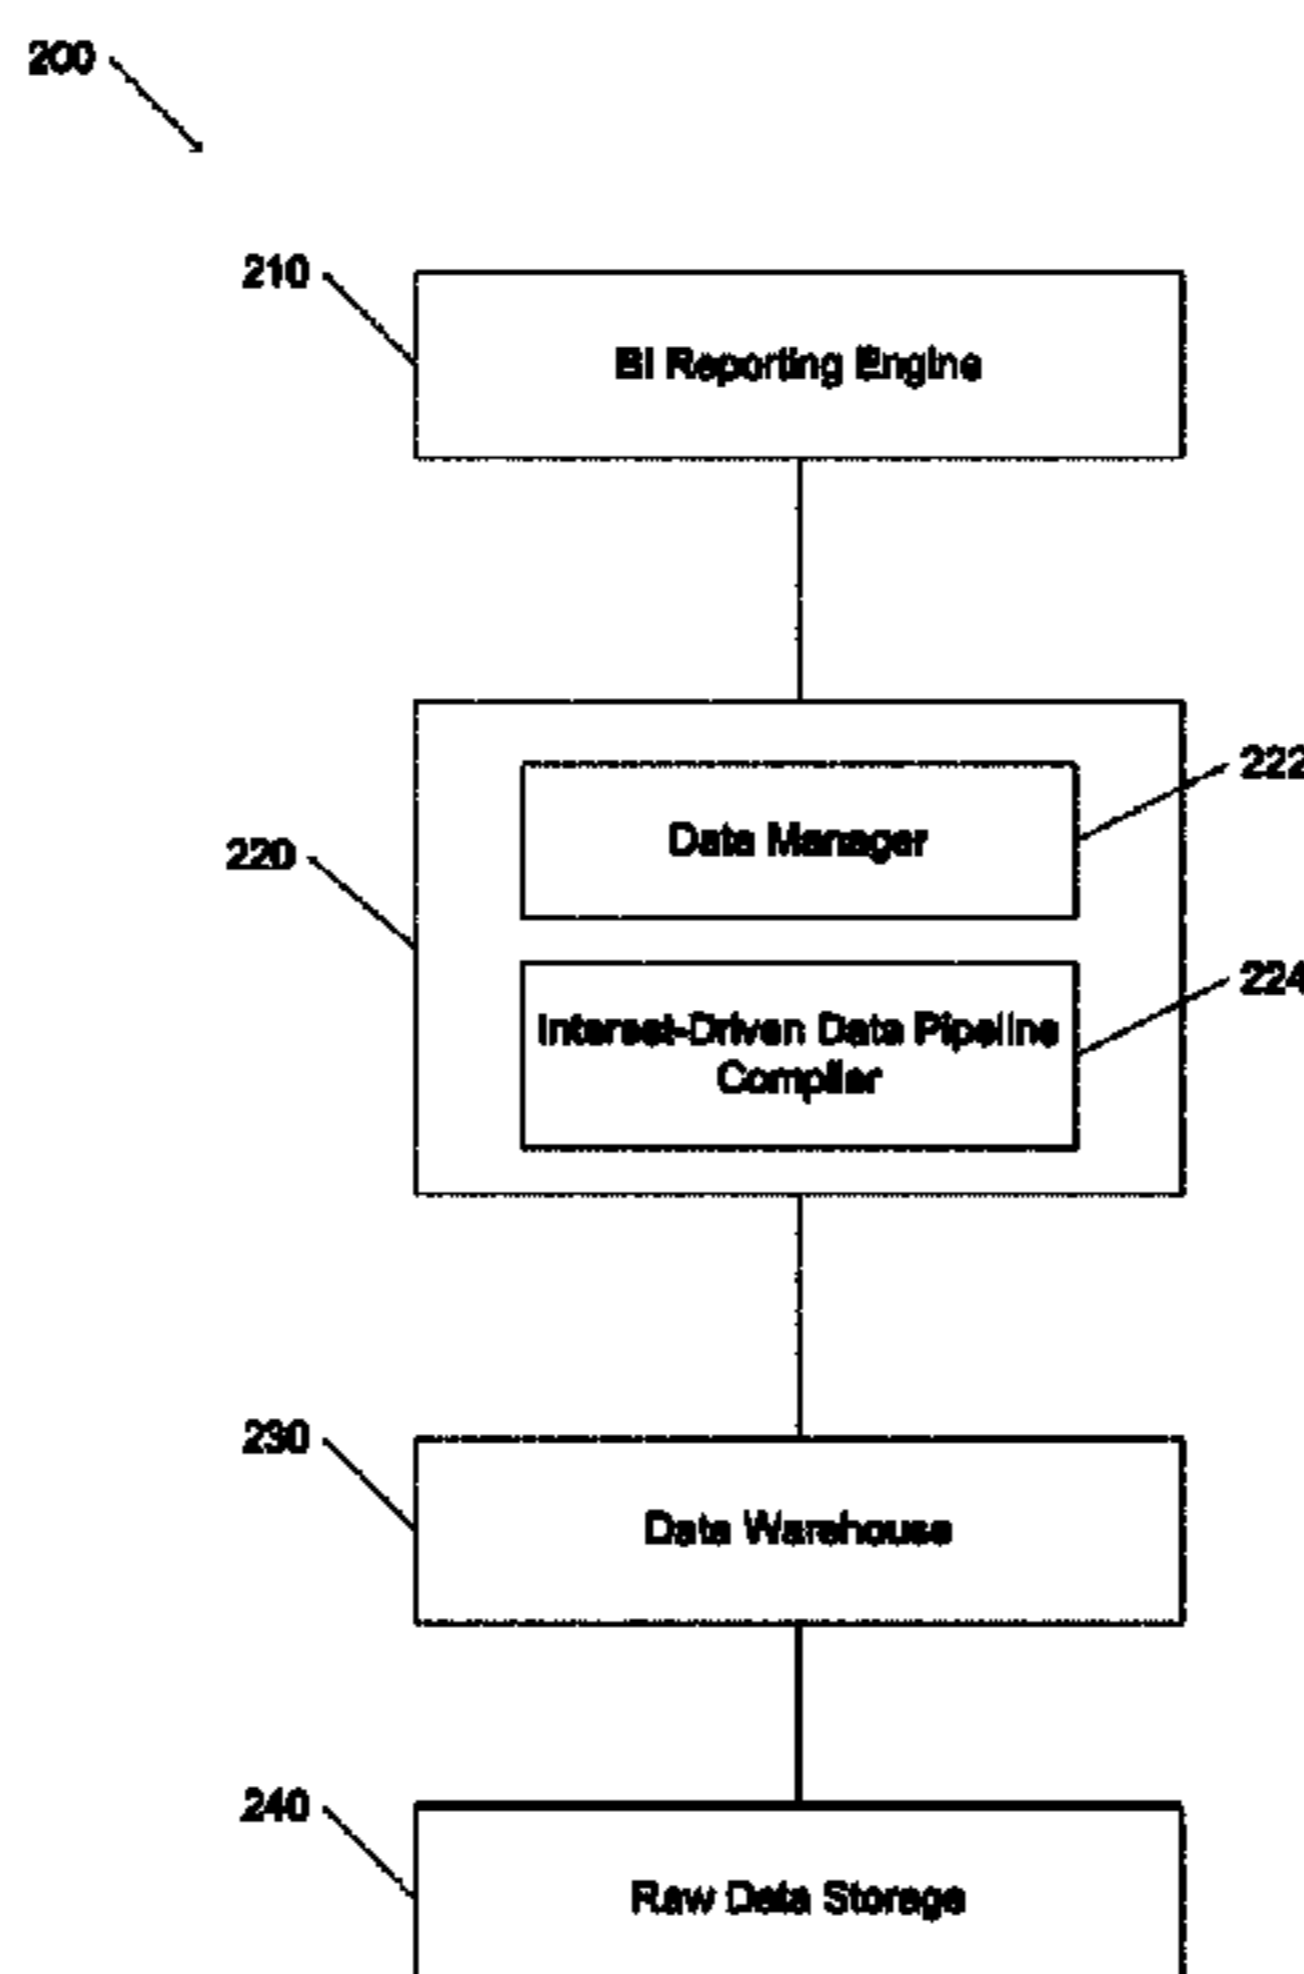 200
210
BI Reporting Engine
222
Data Manager
220
224
Interest-Driven Data Pipeline
Compiler
230
Data Warehouse
240
Raw Data Storage